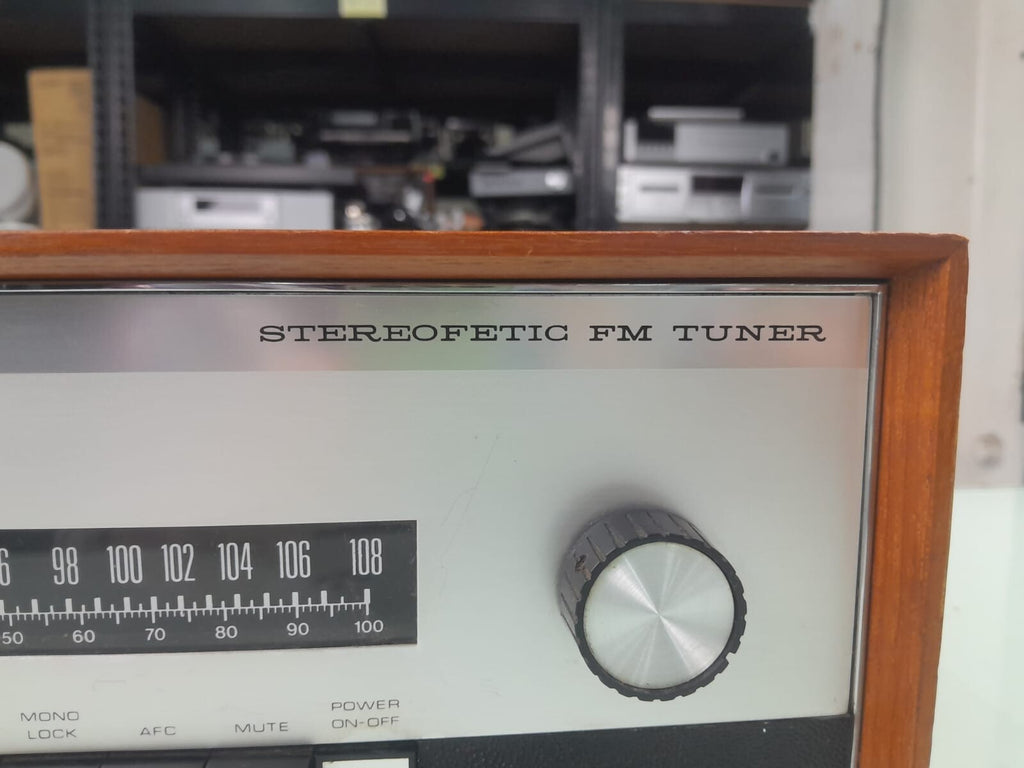 STEREOFETIC FM TUNER
6 98 100 102 104 106 108
50 60 70 80 90 100
MONO LOCK
AFC
MUTE
POWER ON-OFF